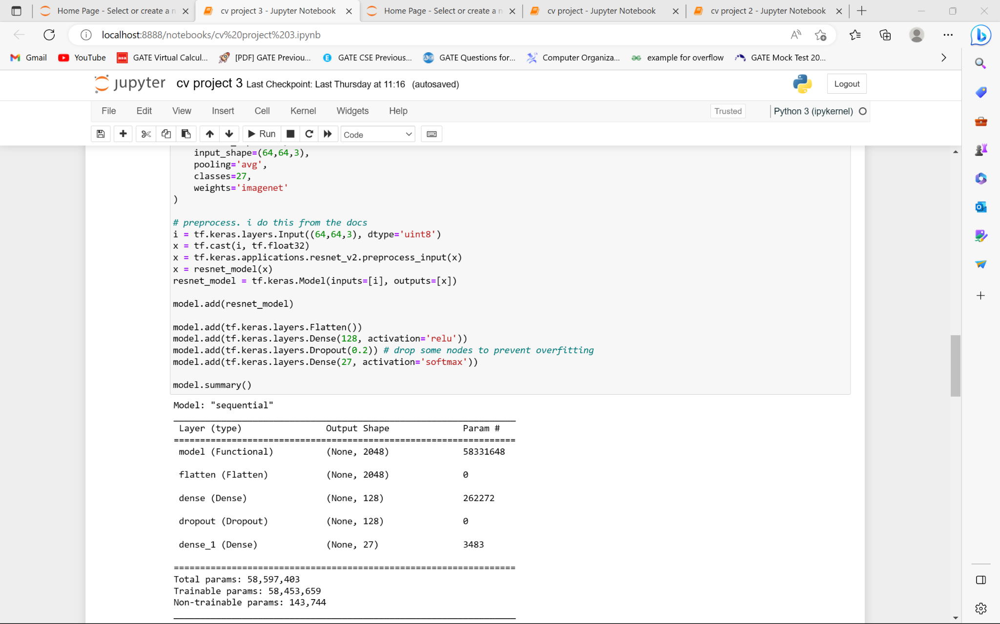 Home Page - Select or create a n
cv project 3 - Jupyter Notebook
Home Page - Select or create a n
cv project - Jupyter Notebook
cv project 2 - Jupyter Notebook
localhost:8888/notebooks/cv%20project%203.ipynb
Gmail
YouTube
GATE Virtual Calcul...
[PDF] GATE Previou...
GATE CSE Previous...
GATE Questions for...
Computer Organiza...
example for overflow
GATE Mock Test 20...
jupyter cv project 3 Last Checkpoint: Last Thursday at 11:16 (autosaved)
Logout
File Edit View Insert Cell Kernel Widgets Help
Trusted
Python 3 (ipykernel)
Run
Code
input_shape=(64,64,3),
pooling='avg',
classes=27,
weights='imagenet'
)
# preprocess. i do this from the docs
i = tf.keras.layers.Input((64,64,3), dtype='uint8')
x = tf.cast(i, tf.float32)
x = tf.keras.applications.resnet_v2.preprocess_input(x)
x = resnet_model(x)
resnet_model = tf.keras.Model(inputs=[i], outputs=[x])
model.add(resnet_model)
model.add(tf.keras.layers.Flatten())
model.add(tf.keras.layers.Dense(128, activation='relu'))
model.add(tf.keras.layers.Dropout(0.2)) # drop some nodes to prevent overfitting
model.add(tf.keras.layers.Dense(27, activation='softmax'))
model.summary()
Model: "sequential"
Layer (type) Output Shape Param #
=================================================================
model (Functional) (None, 2048) 58331648
flatten (Flatten) (None, 2048) 0
dense (Dense) (None, 128) 262272
dropout (Dropout) (None, 128) 0
dense_1 (Dense) (None, 27) 3483
=================================================================
Total params: 58,597,403
Trainable params: 58,453,659
Non-trainable params: 143,744